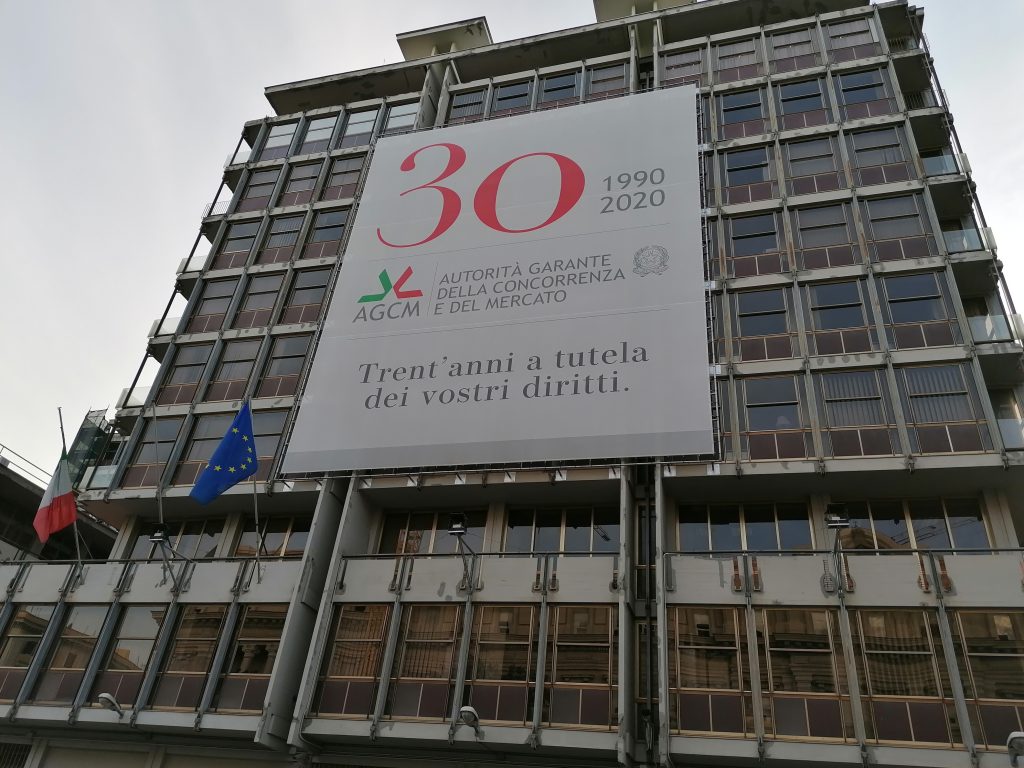 30
1990
2020
AGCM
AUTORITÀ GARANTE
DELLA CONCORRENZA
E DEL MERCATO
Trent'anni a tutela
dei vostri diritti.